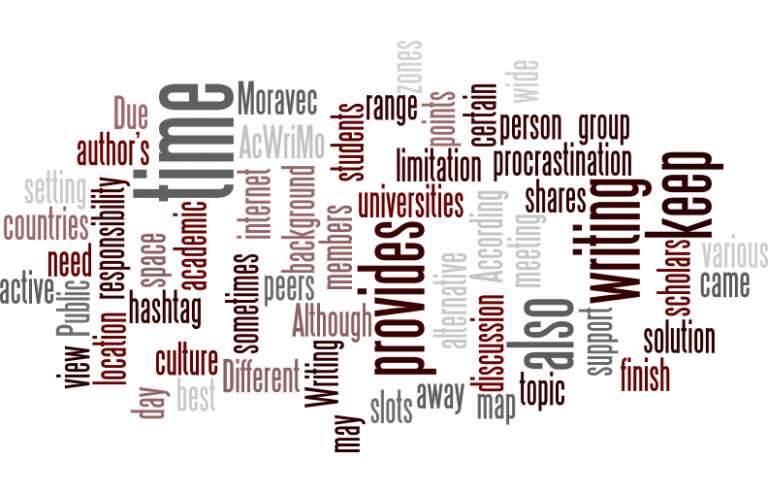 zones
wide
time
Moravec
range
points
certain
Due
students
person
group
author's
AcWriMo
limitation
procrastination
keep
setting
responsibility
internet
background
universities
shares
writing
countries
space
academic
members
provides
According
meeting
scholars
various
need
sometimes
peers
alternative
came
active
Public
hashtag
Although
discussion
also
support
solution
view
location
culture
Different
Writing
finish
day
best
slots
away
map
topic
may